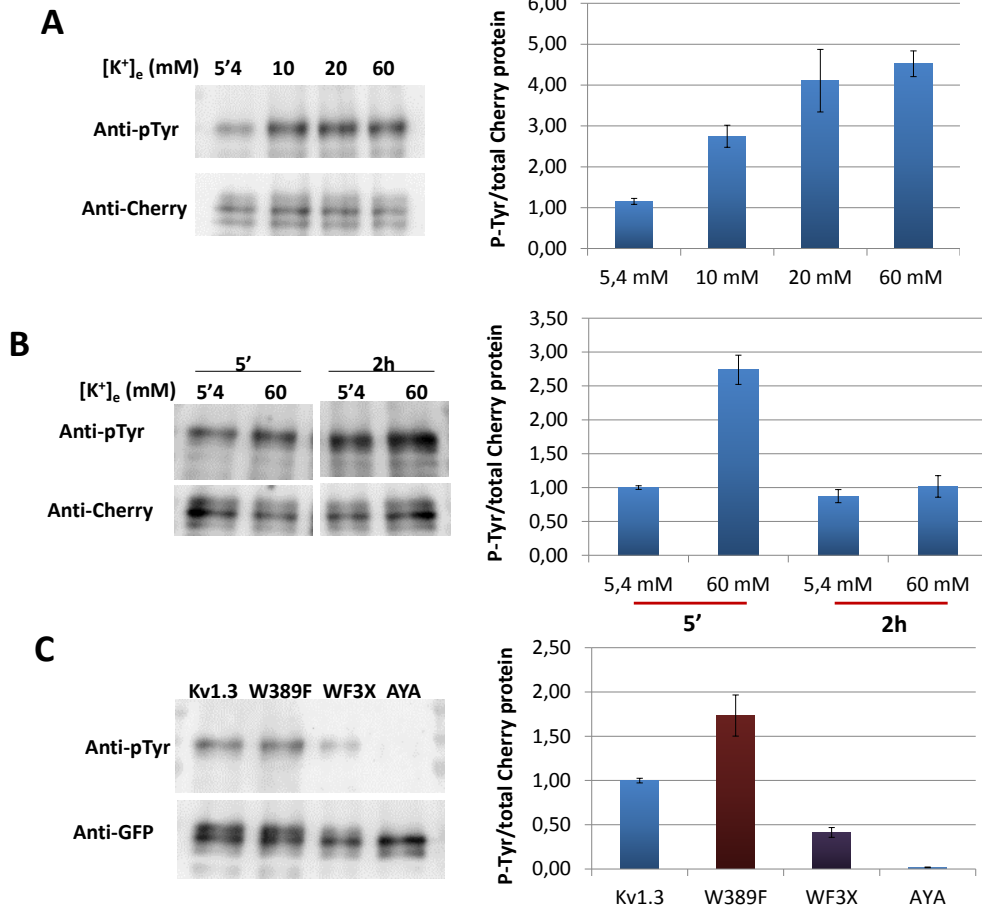 A
[K⁺]e (mM) 5'4 10 20 60
Anti-pTyr
Anti-Cherry
P-Tyr/total Cherry protein
6,00
5,00
4,00
3,00
2,00
1,00
0,00
5,4 mM 10 mM 20 mM 60 mM
B
5' 2h
[K⁺]e (mM) 5'4 60 5'4 60
Anti-pTyr
Anti-Cherry
P-Tyr/total Cherry protein
3,50
3,00
2,50
2,00
1,50
1,00
0,50
0,00
5,4 mM 60 mM 5,4 mM 60 mM
5' 2h
C
Kv1.3 W389F WF3X AYA
Anti-pTyr
Anti-GFP
P-Tyr/total Cherry protein
2,50
2,00
1,50
1,00
0,50
0,00
Kv1.3 W389F WF3X AYA